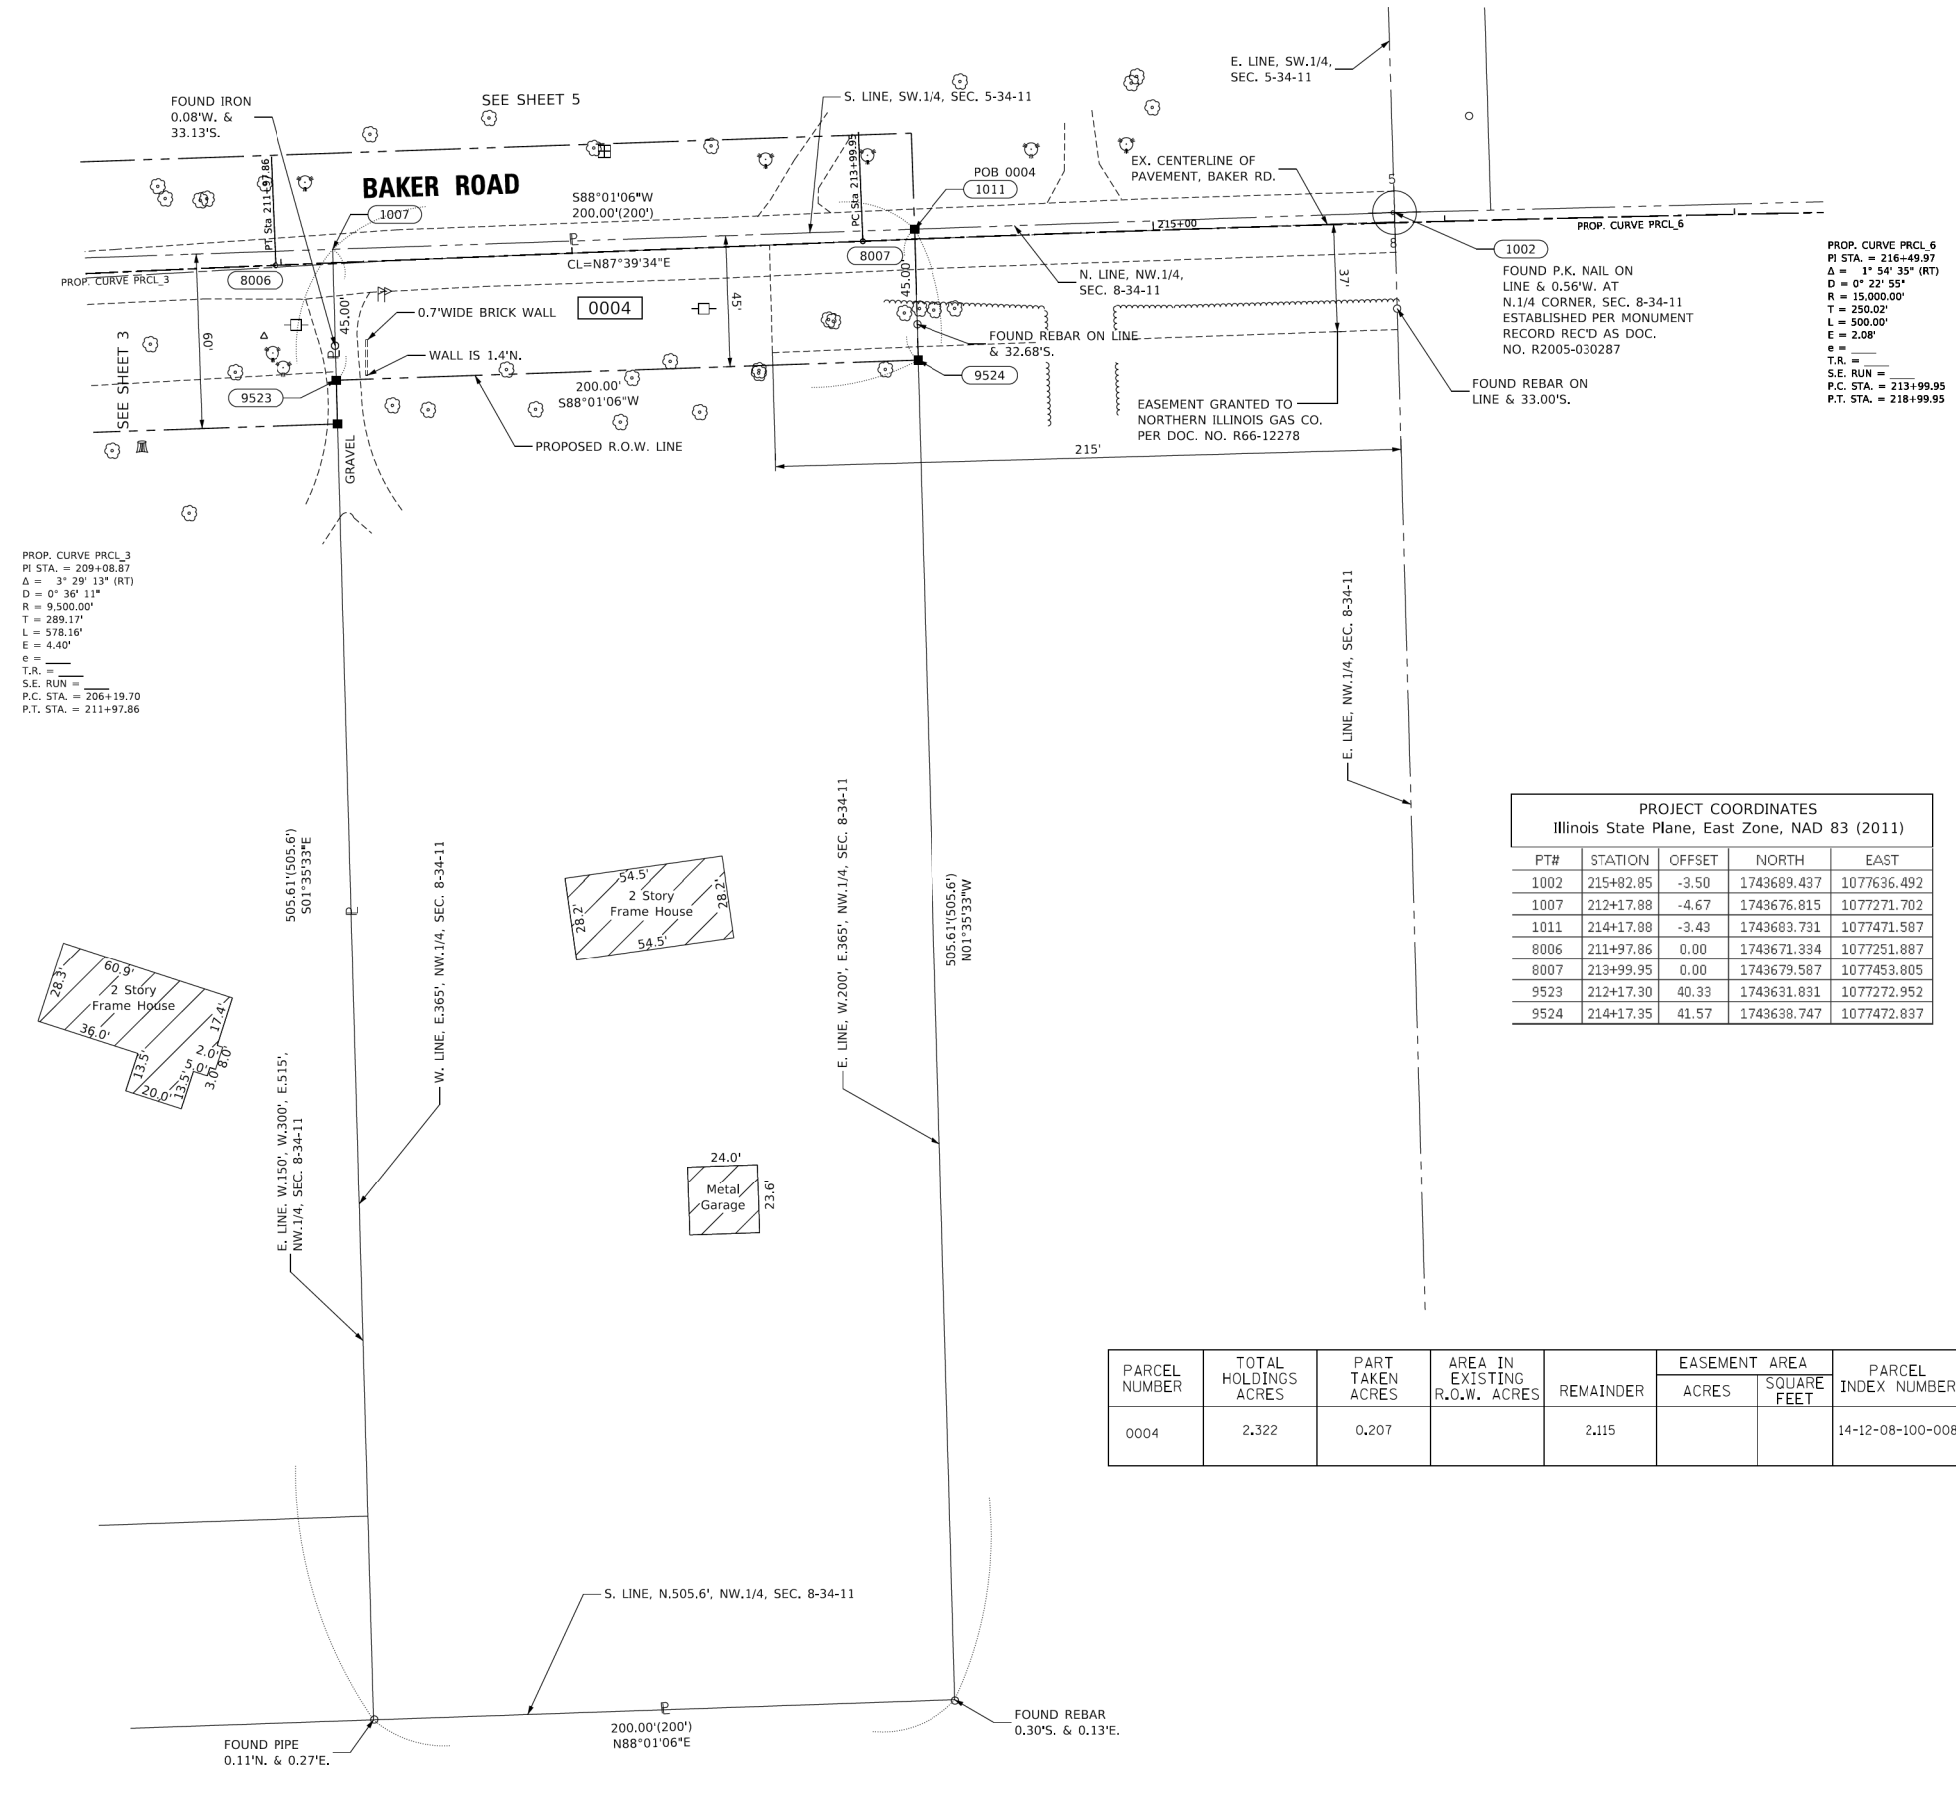 E. LINE, SW.1/4,
SEC. 5-34-11
FOUND IRON
0.08'W. &
33.13'S.
SEE SHEET 5
S. LINE, SW.1/4, SEC. 5-34-11
PT Sta 211+97.86
BAKER ROAD
1007
S88°01'06"W
200.00'(200')
PC Sta 213+99.95
POB 0004
1011
EX. CENTERLINE OF
PAVEMENT, BAKER RD.
5
8
215+00
PROP. CURVE PRCL_6
1002
FOUND P.K. NAIL ON
LINE & 0.56'W. AT
N.1/4 CORNER, SEC. 8-34-11
ESTABLISHED PER MONUMENT
RECORD REC'D AS DOC.
NO. R2005-030287
PROP. CURVE PRCL_6
PI STA. = 216+49.97
Δ = 1° 54' 35" (RT)
D = 0° 22' 55"
R = 15,000.00'
T = 250.02'
L = 500.00'
E = 2.08'
e = ____
T.R. = ____
S.E. RUN = ____
P.C. STA. = 213+99.95
P.T. STA. = 218+99.95
PROP. CURVE PRCL_3
8006
CL=N87°39'34"E
8007
N. LINE, NW.1/4,
SEC. 8-34-11
37'
45.00'
45'
45.00'
60'
0.7'WIDE BRICK WALL
0004
FOUND REBAR ON LINE
& 32.68'S.
SEE SHEET 3
WALL IS 1.4'N.
9523
200.00'
S88°01'06"W
9524
FOUND REBAR ON
LINE & 33.00'S.
EASEMENT GRANTED TO
NORTHERN ILLINOIS GAS CO.
PER DOC. NO. R66-12278
GRAVEL
PROPOSED R.O.W. LINE
215'
PROP. CURVE PRCL_3
PI STA. = 209+08.87
Δ = 3° 29' 13" (RT)
D = 0° 36' 11"
R = 9,500.00'
T = 289.17'
L = 578.16'
E = 4.40'
e = ____
T.R. = ____
S.E. RUN = ____
P.C. STA. = 206+19.70
P.T. STA. = 211+97.86
E. LINE, NW.1/4, SEC. 8-34-11
505.61'(505.6')
S01°35'33"E
W. LINE, E.365', NW.1/4, SEC. 8-34-11
54.5'
28.2'
2 Story
Frame House
28.2'
54.5'
E. LINE, W.200', E.365', NW.1/4, SEC. 8-34-11
505.61'(505.6')
N01°35'33"W
PROJECT COORDINATES
Illinois State Plane, East Zone, NAD 83 (2011)
PT# STATION OFFSET NORTH EAST
1002 215+82.85 -3.50 1743689.437 1077636.492
1007 212+17.88 -4.67 1743676.815 1077271.702
1011 214+17.88 -3.43 1743683.731 1077471.587
8006 211+97.86 0.00 1743671.334 1077251.887
8007 213+99.95 0.00 1743679.587 1077453.805
9523 212+17.30 40.33 1743631.831 1077272.952
9524 214+17.35 41.57 1743638.747 1077472.837
60.9'
28.3'
2 Story
Frame House
17.4'
36.0'
13.5'
2.0'
8.0'
5.0'
3.0'
13.5'
20.0'
E. LINE, W.150', W.300', E.515',
NW.1/4, SEC. 8-34-11
24.0'
Metal
Garage
23.6'
PARCEL NUMBER TOTAL HOLDINGS ACRES PART TAKEN ACRES AREA IN EXISTING R.O.W. ACRES REMAINDER EASEMENT AREA ACRES SQUARE FEET PARCEL INDEX NUMBER
0004 2.322 0.207 2.115 14-12-08-100-008
S. LINE, N.505.6', NW.1/4, SEC. 8-34-11
200.00'(200')
N88°01'06"E
FOUND REBAR
0.30'S. & 0.13'E.
FOUND PIPE
0.11'N. & 0.27'E.